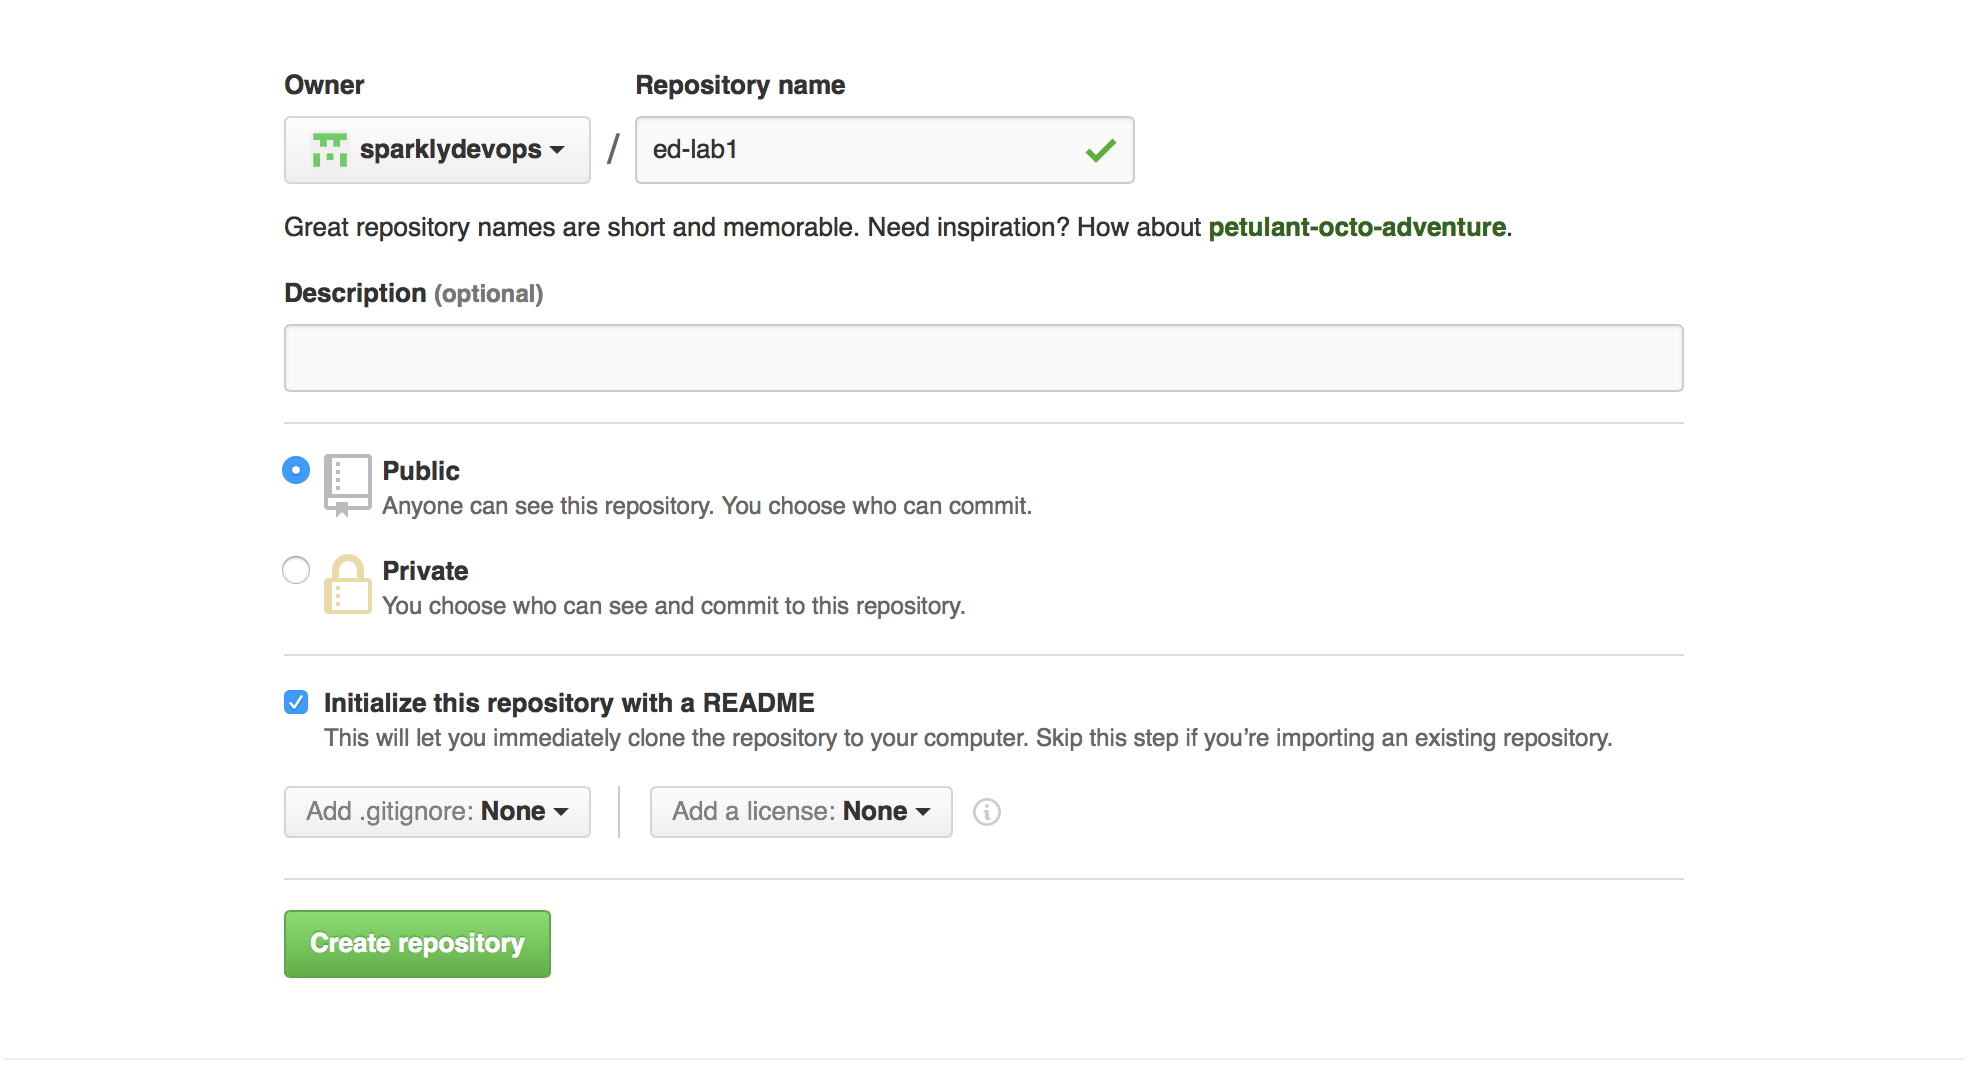 Owner
Repository name
sparklydevops
/
ed-lab1
Great repository names are short and memorable. Need inspiration? How about petulant-octo-adventure.
Description (optional)
Public
Anyone can see this repository. You choose who can commit.
Private
You choose who can see and commit to this repository.
Initialize this repository with a README
This will let you immediately clone the repository to your computer. Skip this step if you’re importing an existing repository.
Add .gitignore: None
Add a license: None
Create repository